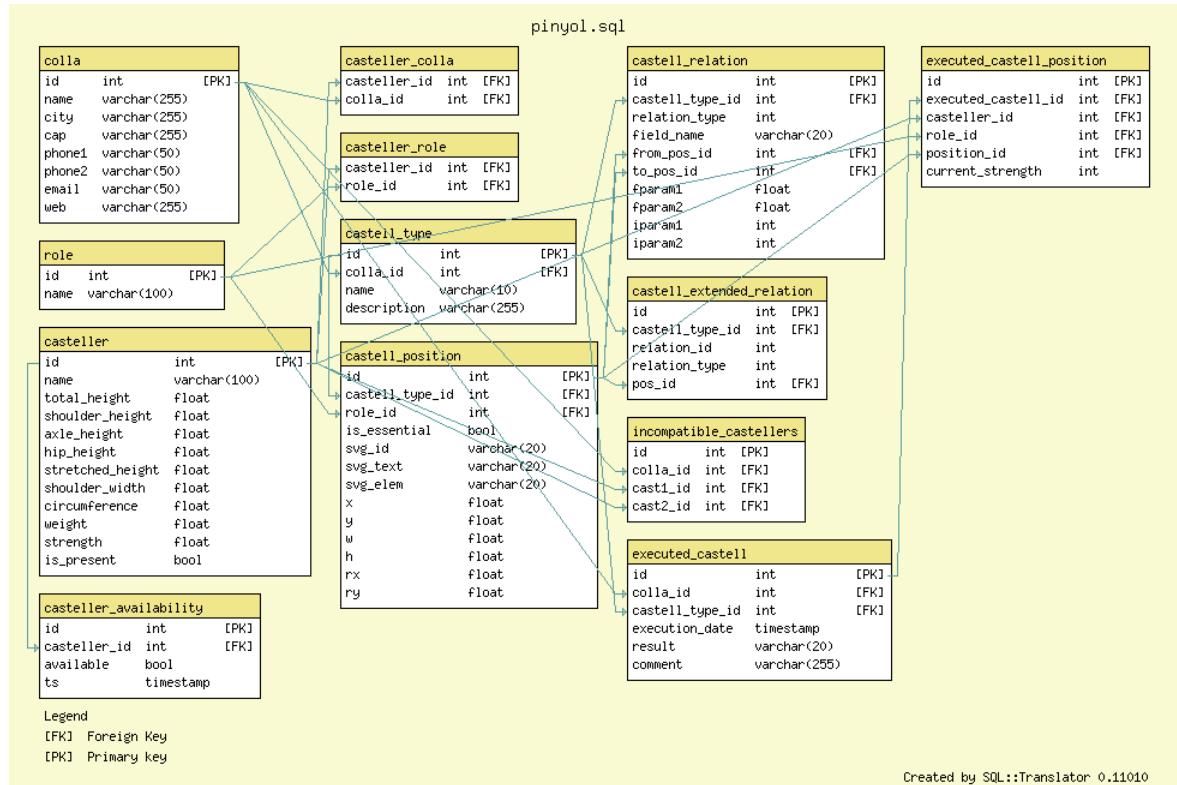 pinyol.sql
colla
id int [PK]
name varchar(255)
city varchar(255)
cap varchar(255)
phone1 varchar(50)
phone2 varchar(50)
email varchar(50)
web varchar(255)
role
id int [PK]
name varchar(100)
casteller
id int [PK]
name varchar(100)
total_height float
shoulder_height float
axle_height float
hip_height float
stretched_height float
shoulder_width float
circumference float
weight float
strength float
is_present bool
casteller_availability
id int [PK]
casteller_id int [FK]
available bool
ts timestamp
Legend
[FK] Foreign Key
[PK] Primary key
casteller_colla
casteller_id int [FK]
colla_id int [FK]
casteller_role
casteller_id int [FK]
role_id int [FK]
castell_type
id int [PK]
colla_id int [FK]
name varchar(10)
description varchar(255)
castell_position
id int [PK]
castell_type_id int [FK]
role_id int [FK]
is_essential bool
svg_id varchar(20)
svg_text varchar(20)
svg_elem varchar(20)
x float
y float
w float
h float
rx float
ry float
castell_relation
id int [PK]
castell_type_id int [FK]
relation_type int
field_name varchar(20)
from_pos_id int [FK]
to_pos_id int [FK]
fparam1 float
fparam2 float
iparam1 int
iparam2 int
castell_extended_relation
id int [PK]
castell_type_id int [FK]
relation_id int
relation_type int
pos_id int [FK]
incompatible_castellers
id int [PK]
colla_id int [FK]
cast1_id int [FK]
cast2_id int [FK]
executed_castell
id int [PK]
colla_id int [FK]
castell_type_id int [FK]
execution_date timestamp
result varchar(20)
comment varchar(255)
executed_castell_position
id int [PK]
executed_castell_id int [FK]
casteller_id int [FK]
role_id int [FK]
position_id int [FK]
current_strength int
Created by SQL::Translator 0.11010